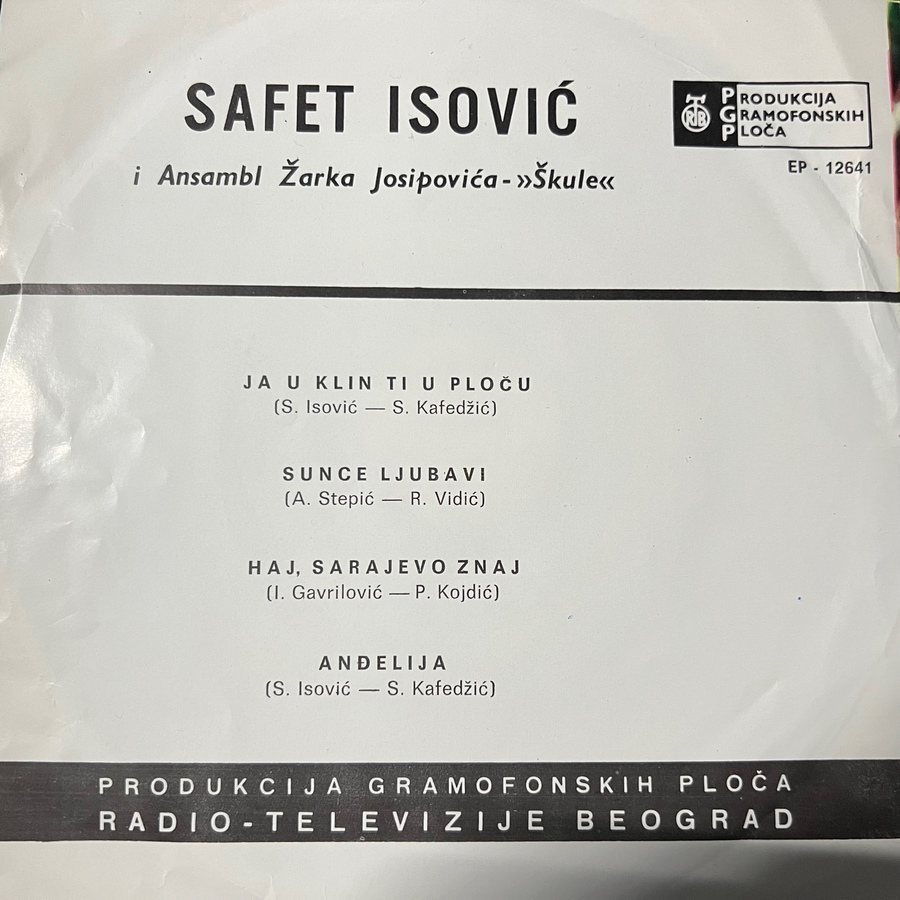 SAFET ISOVIĆ
i Ansambl Žarka Josipovića-»Škule«
RTB
PRODUKCIJA
GRAMOFONSKIH
PLOČA
EP - 12641
JA U KLIN TI U PLOČU
(S. Isović — S. Kafedžić)
SUNCE LJUBAVI
(A. Stepić — R. Vidić)
HAJ, SARAJEVO ZNAJ
(I. Gavrilović — P. Kojdić)
ANĐELIJA
(S. Isović — S. Kafedžić)
PRODUKCIJA GRAMOFONSKIH PLOČA
RADIO-TELEVIZIJE BEOGRAD